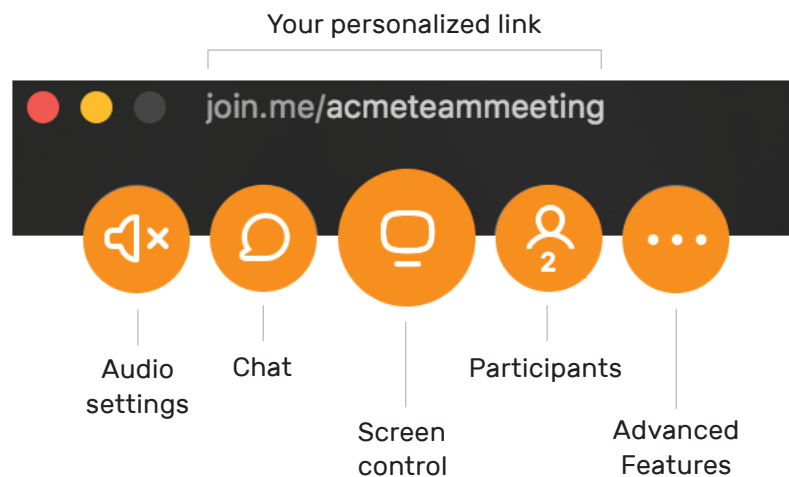 Your personalized link
join.me/acmeteammeeting
2
Audio
settings
Chat
Screen
control
Participants
Advanced
Features